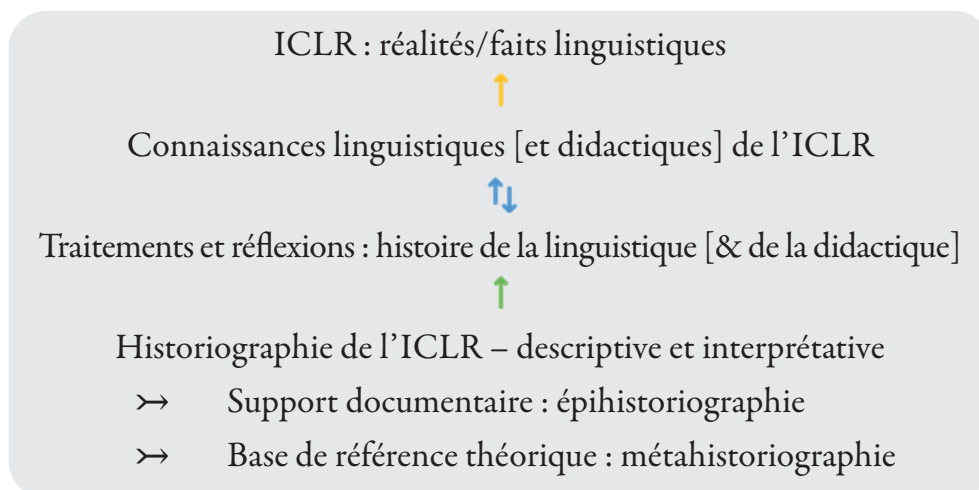 ICLR : réalités/faits linguistiques
Connaissances linguistiques [et didactiques] de l’ICLR
Traitements et réflexions : histoire de la linguistique [& de la didactique]
Historiographie de l’ICLR – descriptive et interprétative
Support documentaire : épihistoriographie
Base de référence théorique : métahistoriographie